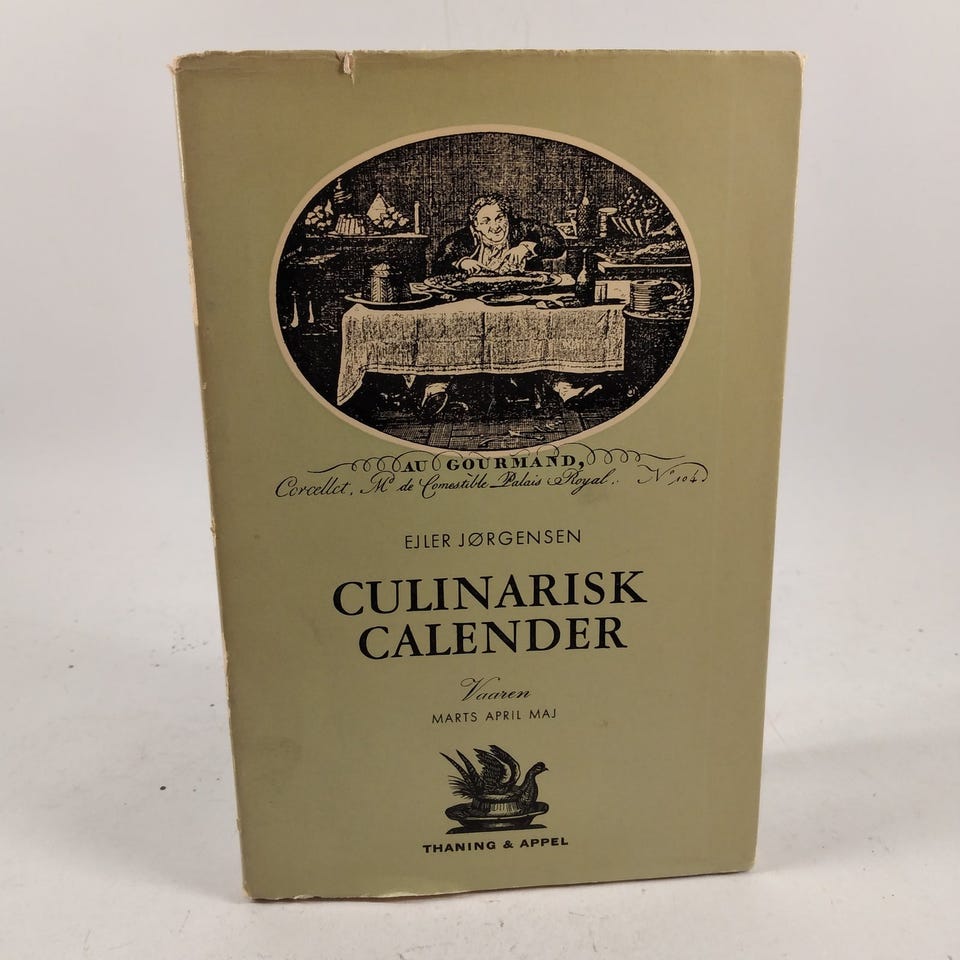 AU GOURMAND,
Corcellet, Md de Comestible Palais Royal, No 104
EJLER JØRGENSEN
CULINARISK
CALENDER
Vaaren
MARTS APRIL MAJ
THANING & APPEL